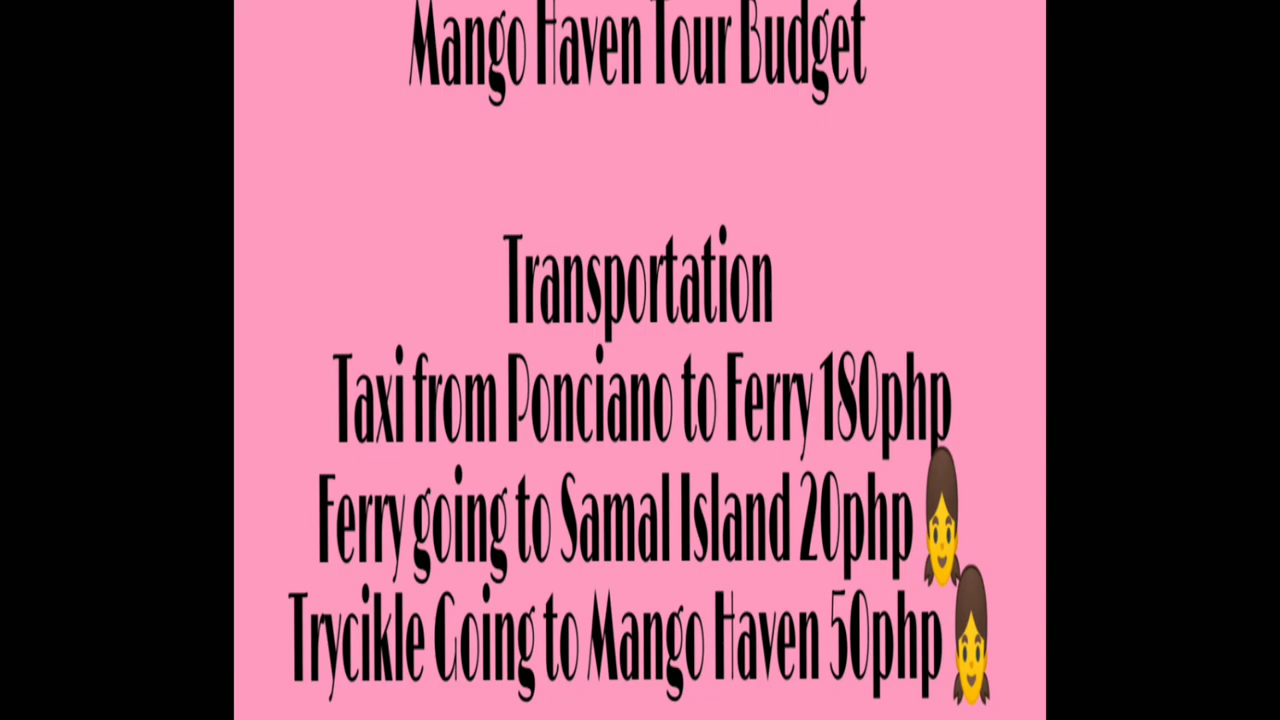 Mango Haven Tour Budget
Transportation
Taxi from Ponciano to Ferry 180php
Ferry going to Samal Island 20php👧
Trycikle Going to Mango Haven 50php👧